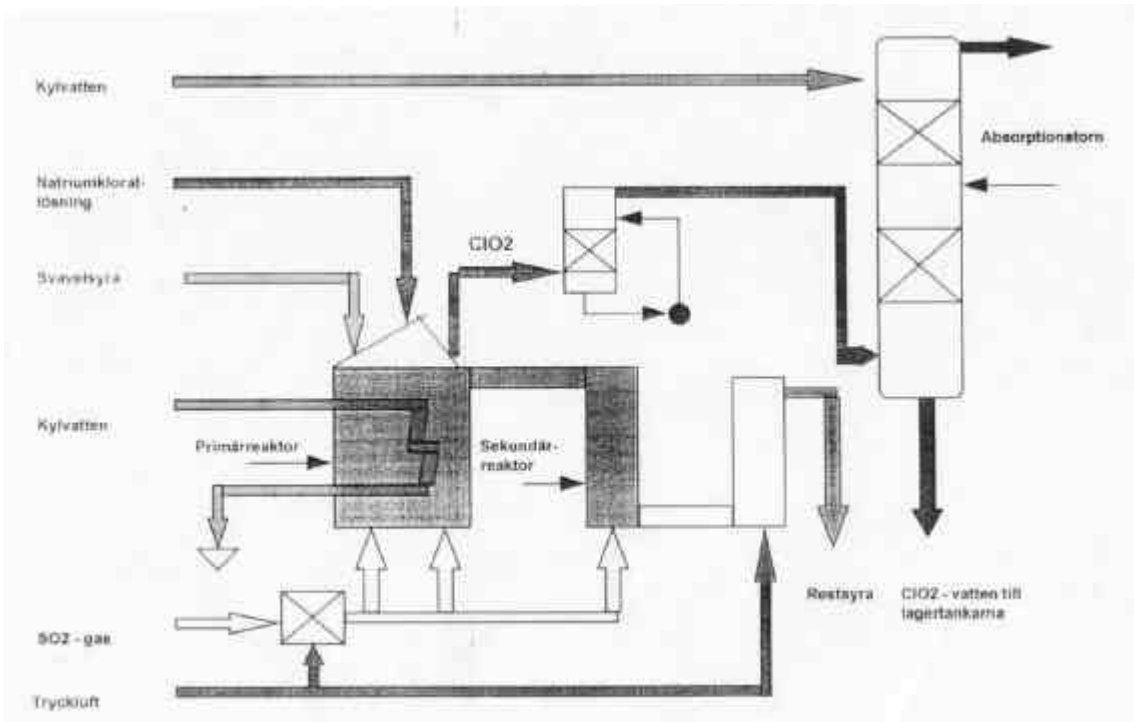 Kylvatten
Absorptionstorn
Natriumklorat-
lösning
ClO2
Svavelsyra
Kylvatten
Primärreaktor
Sekundär-
reaktor
Restsyra
ClO2 - vatten till
lagertankarna
SO2 - gas
Tryckluft